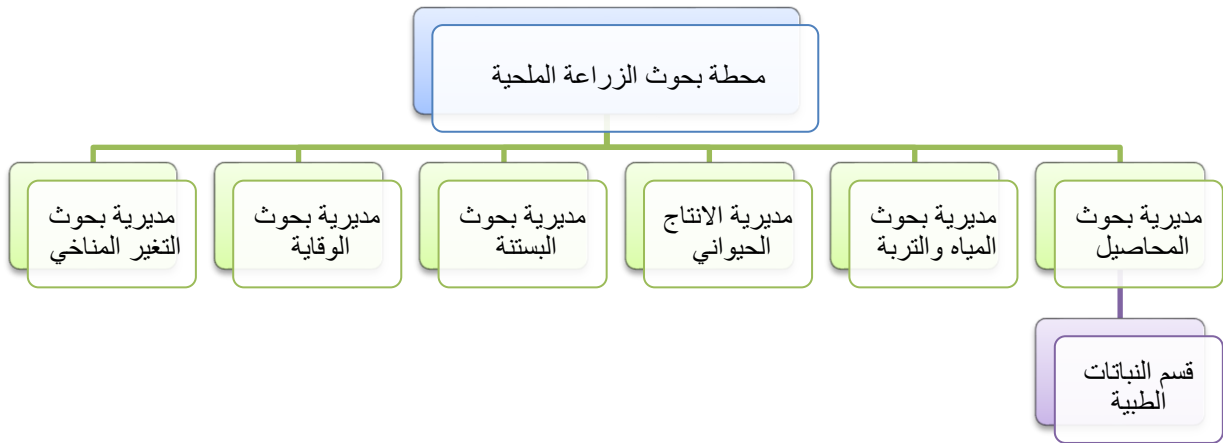 محطة بحوث الزراعة الملحية
مديرية بحوث
المحاصيل
مديرية بحوث
المياه والتربة
مديرية الانتاج
الحيواني
مديرية بحوث
البستنة
مديرية بحوث
الوقاية
مديرية بحوث
التغير المناخي
قسم النباتات
الطبية